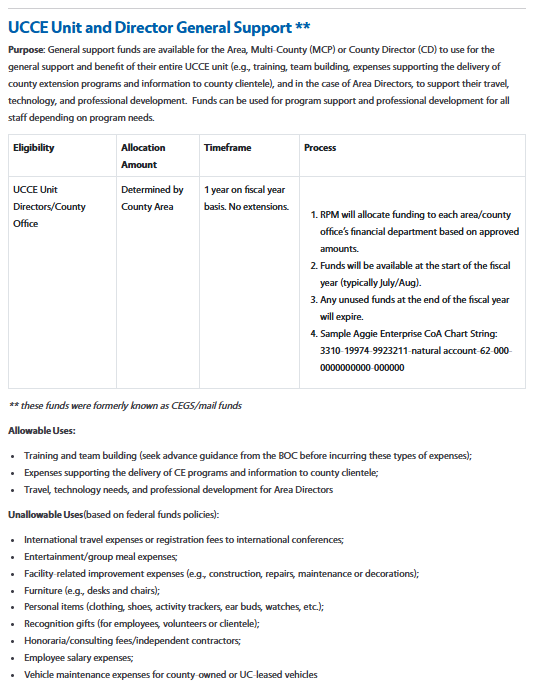 UCCE Unit and Director General Support **
Purpose: General support funds are available for the Area, Multi-County (MCP) or County Director (CD) to use for the
general support and benefit of their entire UCCE unit (e.g., training, team building, expenses supporting the delivery of
county extension programs and information to county clientele), and in the case of Area Directors, to support their travel,
technology, and professional development. Funds can be used for program support and professional development for all
staff depending on program needs.
Eligibility
Allocation
Amount
Timeframe
Process
UCCE Unit
Directors/County
Office
Determined by
County Area
1 year on fiscal year
basis. No extensions.
1. RPM will allocate funding to each area/county
office's financial department based on approved
amounts.
2. Funds will be available at the start of the fiscal
year (typically July/Aug).
3. Any unused funds at the end of the fiscal year
will expire.
4. Sample Aggie Enterprise CoA Chart String:
3310-19974-9923211-natural account-62-000-
0000000000-000000
** these funds were formerly known as CEGS/mail funds
Allowable Uses:
• Training and team building (seek advance guidance from the BOC before incurring these types of expenses);
• Expenses supporting the delivery of CE programs and information to county clientele;
• Travel, technology needs, and professional development for Area Directors
Unallowable Uses(based on federal funds policies):
• International travel expenses or registration fees to international conferences;
• Entertainment/group meal expenses;
• Facility-related improvement expenses (e.g., construction, repairs, maintenance or decorations);
• Furniture (e.g., desks and chairs);
• Personal items (clothing, shoes, activity trackers, ear buds, watches, etc.);
• Recognition gifts (for employees, volunteers or clientele);
• Honoraria/consulting fees/independent contractors;
• Employee salary expenses;
• Vehicle maintenance expenses for county-owned or UC-leased vehicles